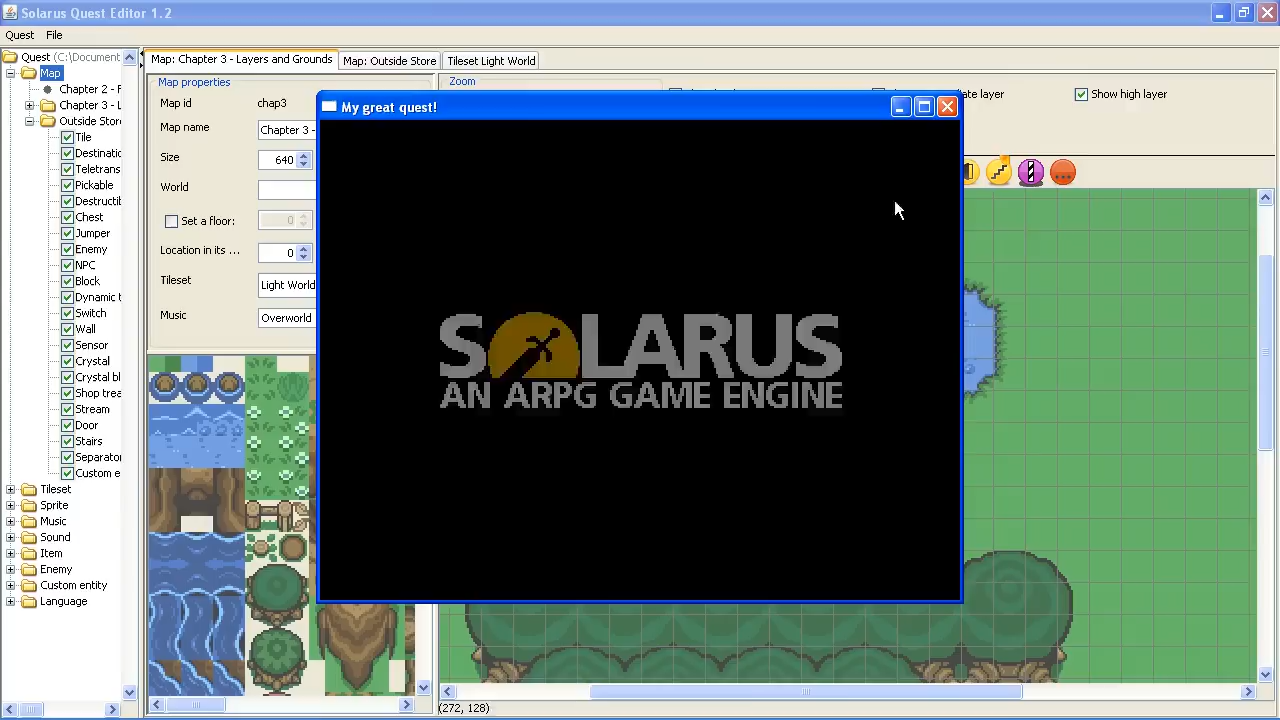 Solarus Quest Editor 1.2
Quest File
Quest (C:\Document
Map
Chapter 2 - F
Chapter 3 - L
Outside Store
Tile
Destinatio
Teletrans
Pickable
Destructib
Chest
Jumper
Enemy
NPC
Block
Dynamic t
Switch
Wall
Sensor
Crystal
Crystal bl
Shop trea
Stream
Door
Stairs
Separator
Custom e
Tileset
Sprite
Music
Sound
Item
Enemy
Custom entity
Language
Map: Chapter 3 - Layers and Grounds
Map: Outside Store
Tileset Light World
Map properties
Map id chap3
Map name Chapter 3 -
Size 640
World
Set a floor: 0
Location in its ... 0
Tileset Light World
Music Overworld
Zoom
ate layer
Show high layer
My great quest!
SOLARUS
AN ARPG GAME ENGINE
(272, 128)